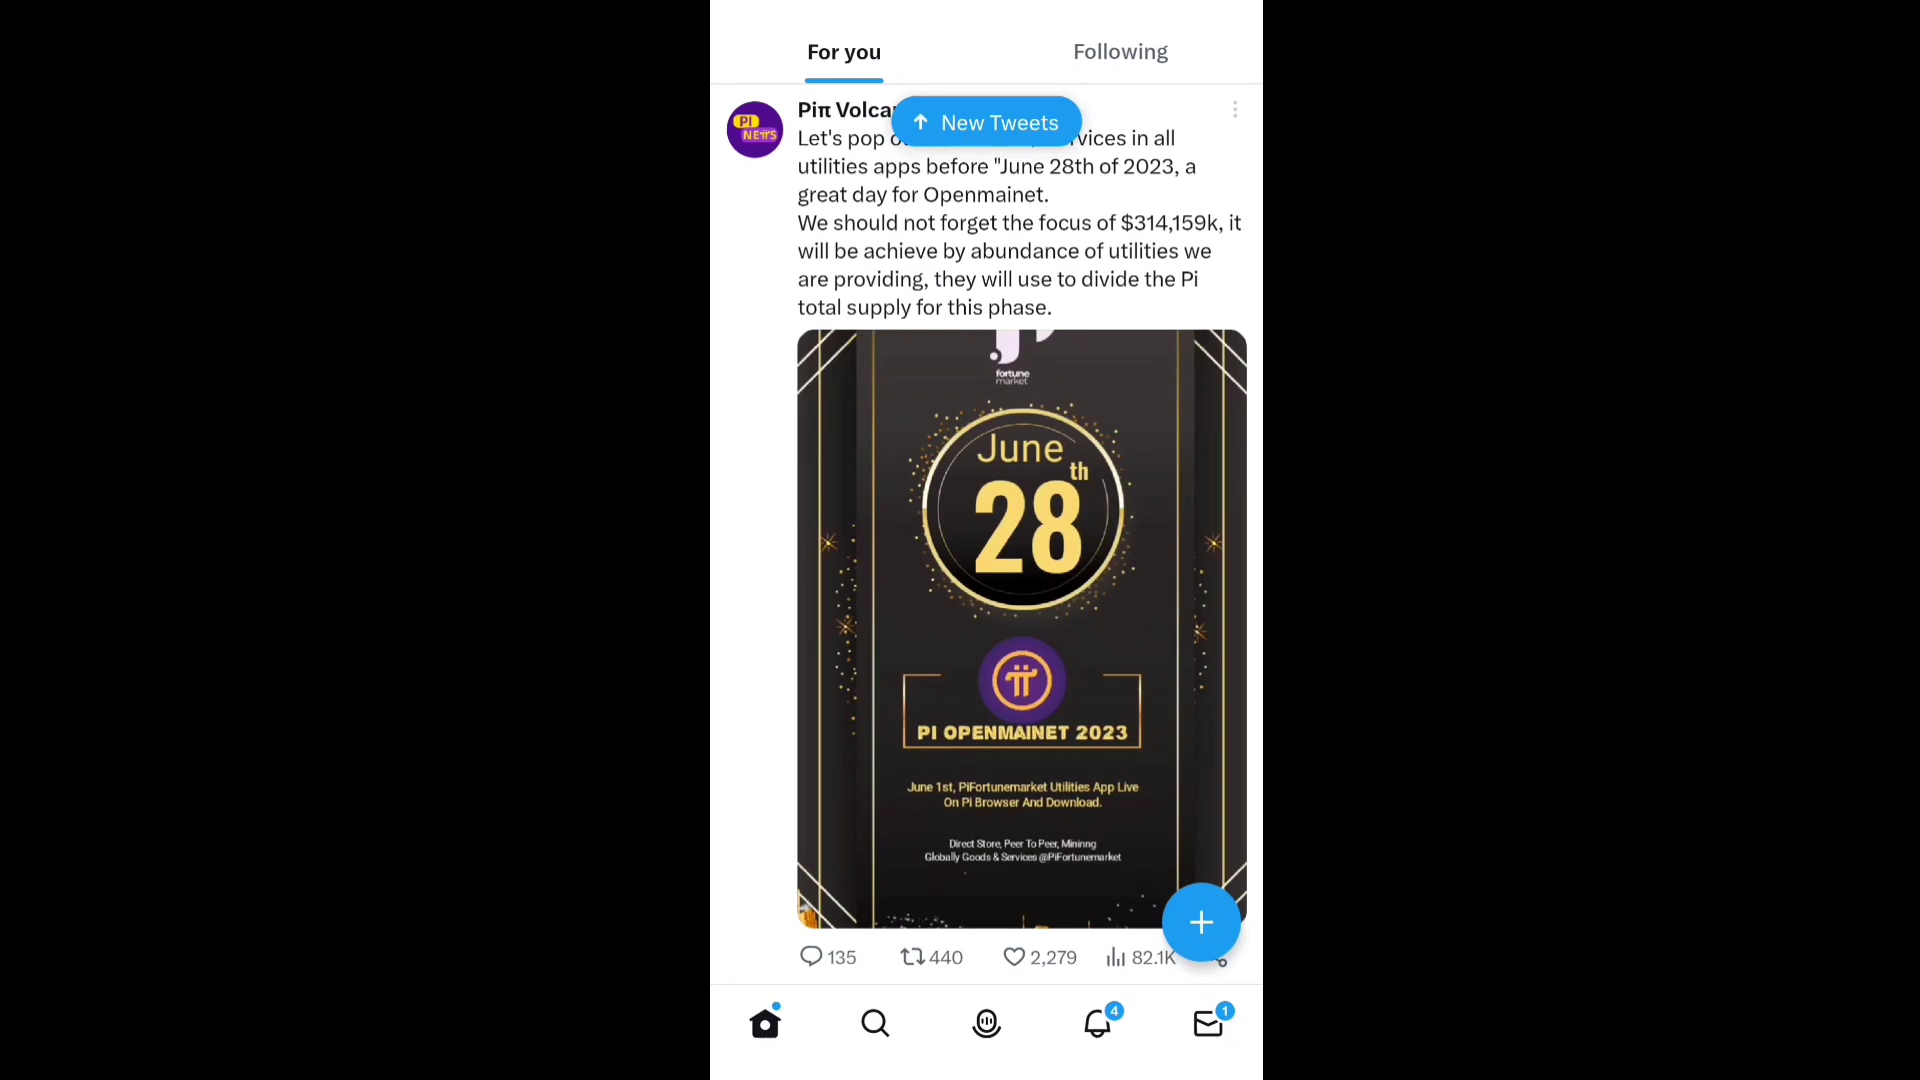 For you
Following
Piπ Volca
New Tweets
PI
NEπS
Let's pop vices in all
utilities apps before "June 28th of 2023, a
great day for Openmainet.
We should not forget the focus of $314,159k, it
will be achieve by abundance of utilities we
are providing, they will use to divide the Pi
total supply for this phase.
fortune
market
June
th
28
PI OPENMAINET 2023
June 1st, PiFortunemarket Utilities App Live
On Pi Browser And Download.
Direct Store, Peer To Peer, Mininng
Globally Goods & Services @PiFortunemarket
135
440
2,279
82.1K
4
1